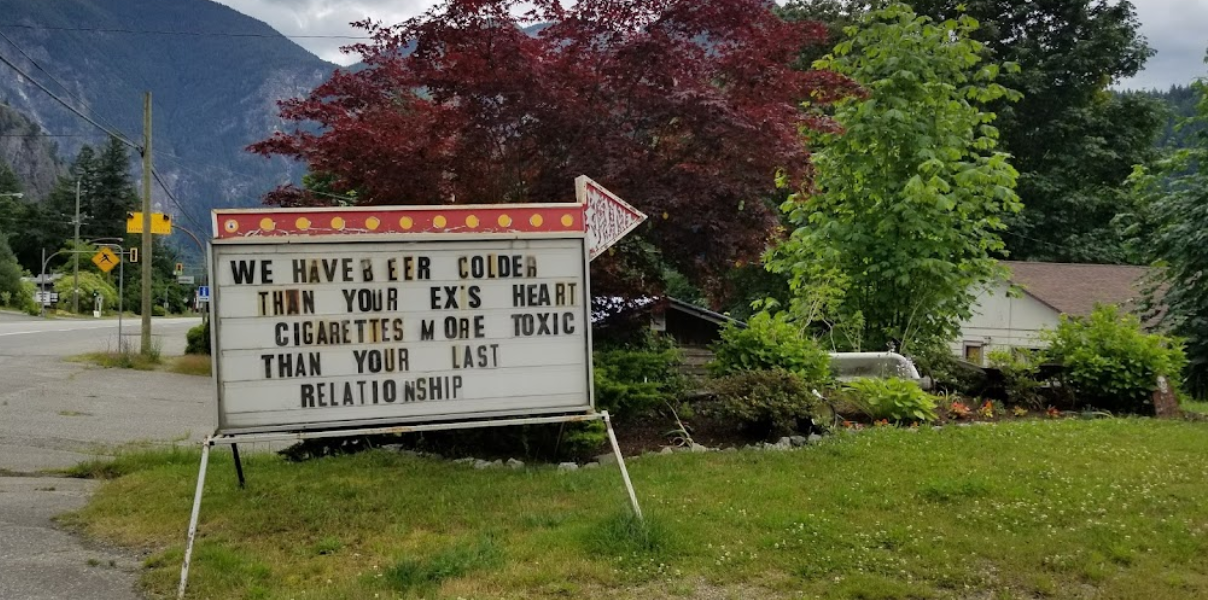 WE HAVE BEER COLDER
THAN YOUR EX'S HEART
CIGARETTES MORE TOXIC
THAN YOUR LAST
RELATIONSHIP